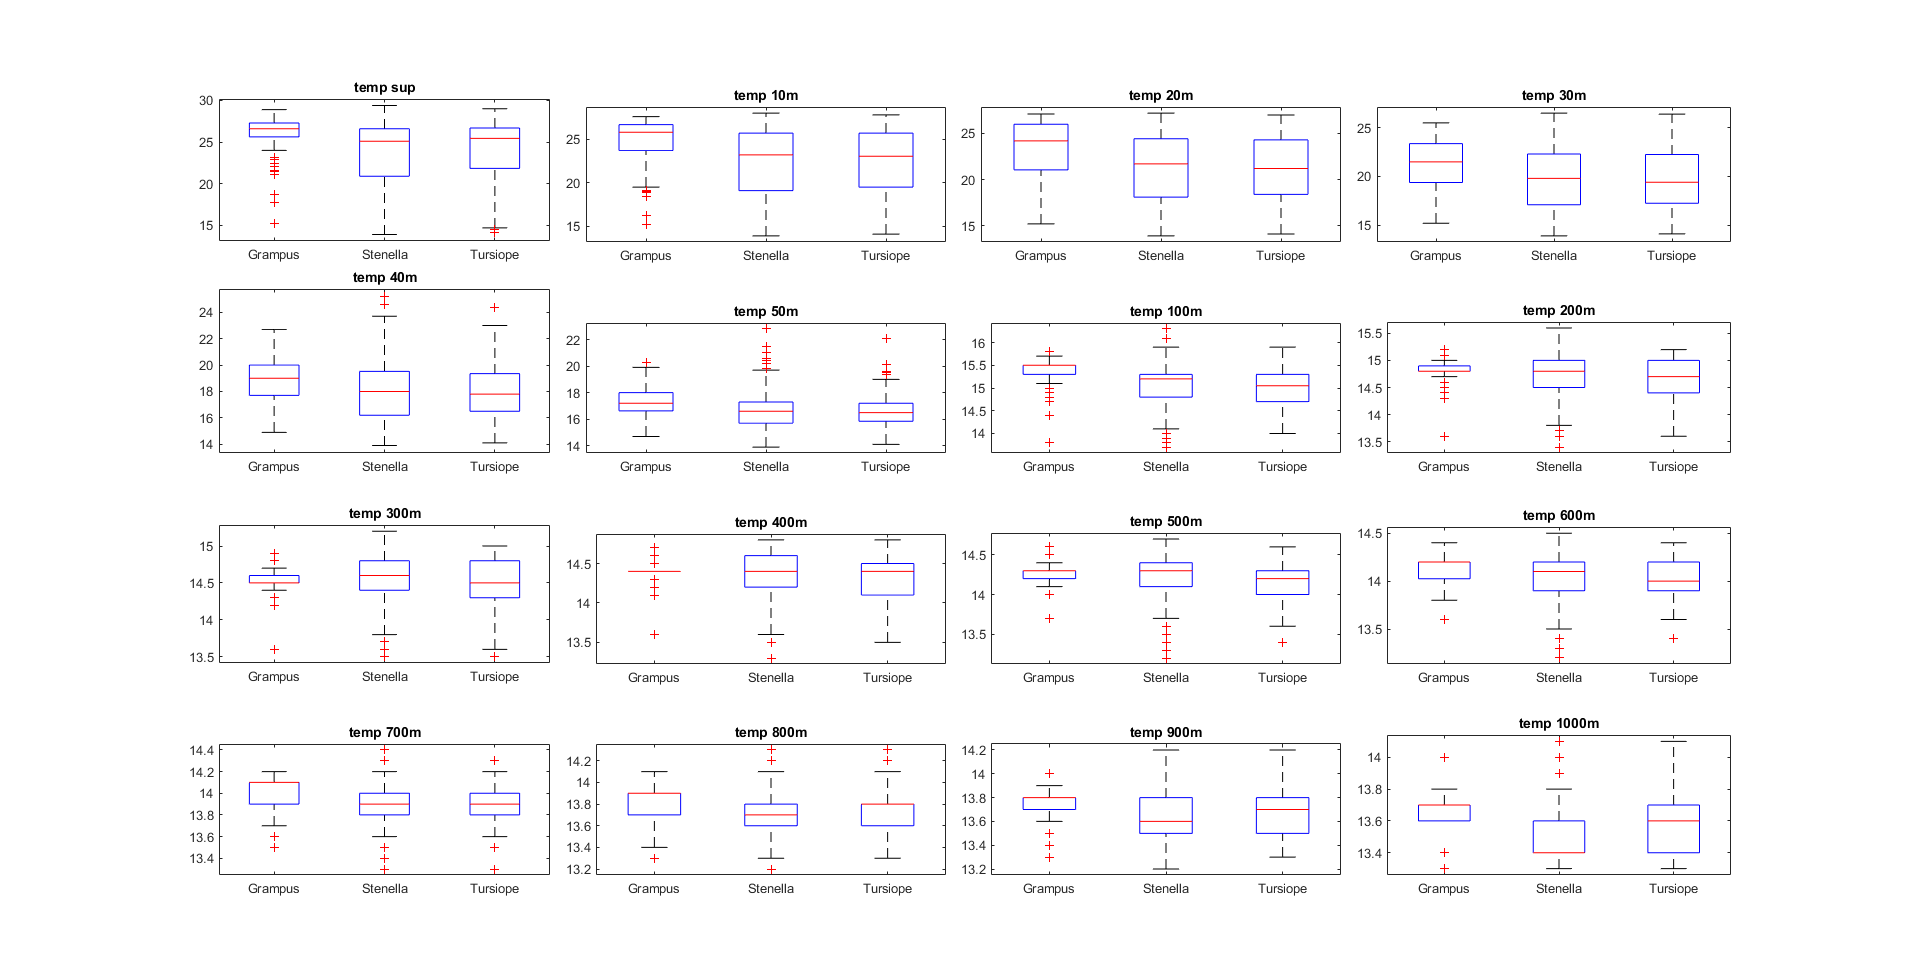 temp sup
30
25
20
15
Grampus Stenella Tursiope
temp 10m
25
20
15
Grampus Stenella Tursiope
temp 20m
25
20
15
Grampus Stenella Tursiope
temp 30m
25
20
15
Grampus Stenella Tursiope
temp 40m
24
22
20
18
16
14
Grampus Stenella Tursiope
temp 50m
22
20
18
16
14
Grampus Stenella Tursiope
temp 100m
16
15.5
15
14.5
14
Grampus Stenella Tursiope
temp 200m
15.5
15
14.5
14
13.5
Grampus Stenella Tursiope
temp 300m
15
14.5
14
13.5
Grampus Stenella Tursiope
temp 400m
14.5
14
13.5
Grampus Stenella Tursiope
temp 500m
14.5
14
13.5
Grampus Stenella Tursiope
temp 600m
14.5
14
13.5
Grampus Stenella Tursiope
temp 700m
14.4
14.2
14
13.8
13.6
13.4
Grampus Stenella Tursiope
temp 800m
14.2
14
13.8
13.6
13.4
13.2
Grampus Stenella Tursiope
temp 900m
14.2
14
13.8
13.6
13.4
13.2
Grampus Stenella Tursiope
temp 1000m
14
13.8
13.6
13.4
Grampus Stenella Tursiope